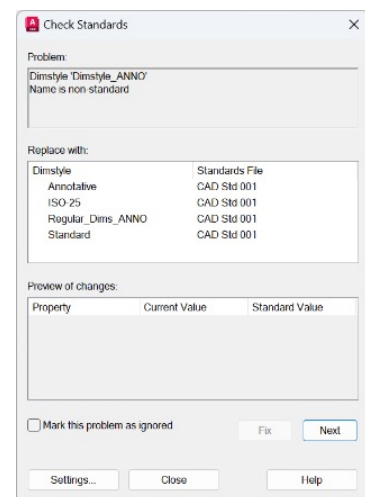 Check Standards
Problem:
Dimstyle 'Dimstyle_ANNO'
Name is non-standard
Replace with:
Dimstyle Standards File
Annotative CAD Std 001
ISO-25 CAD Std 001
Regular_Dims_ANNO CAD Std 001
Standard CAD Std 001
Preview of changes:
Property Current Value Standard Value
Mark this problem as ignored Fix Next
Settings... Close Help